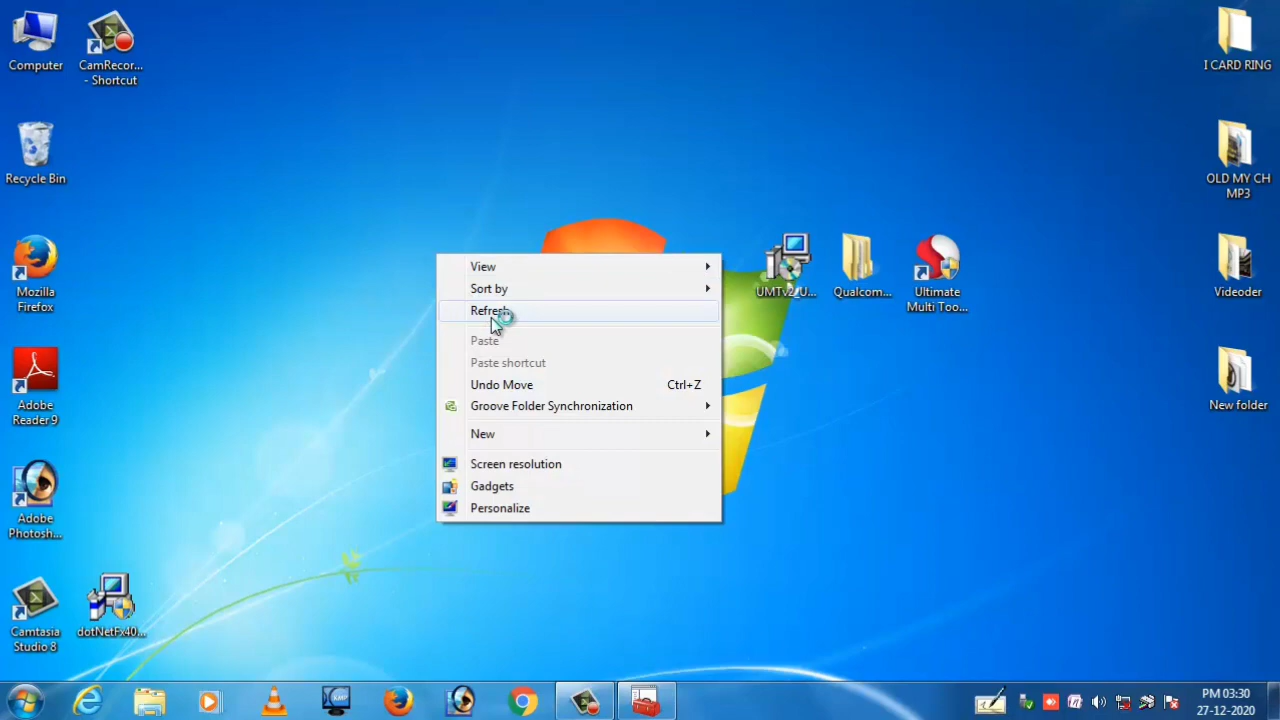 Computer
CamRecor...
- Shortcut
Recycle Bin
Mozilla
Firefox
Adobe
Reader 9
Adobe
Photosh...
Camtasia
Studio 8
dotNetFx40...
View
Sort by
Refresh
Paste
Paste shortcut
Undo Move Ctrl+Z
Groove Folder Synchronization
New
Screen resolution
Gadgets
Personalize
UMTv2_U...
Qualcom...
Ultimate
Multi Too...
I CARD RING
OLD MY CH
MP3
Videoder
New folder
KMP
PM 03:30
27-12-2020